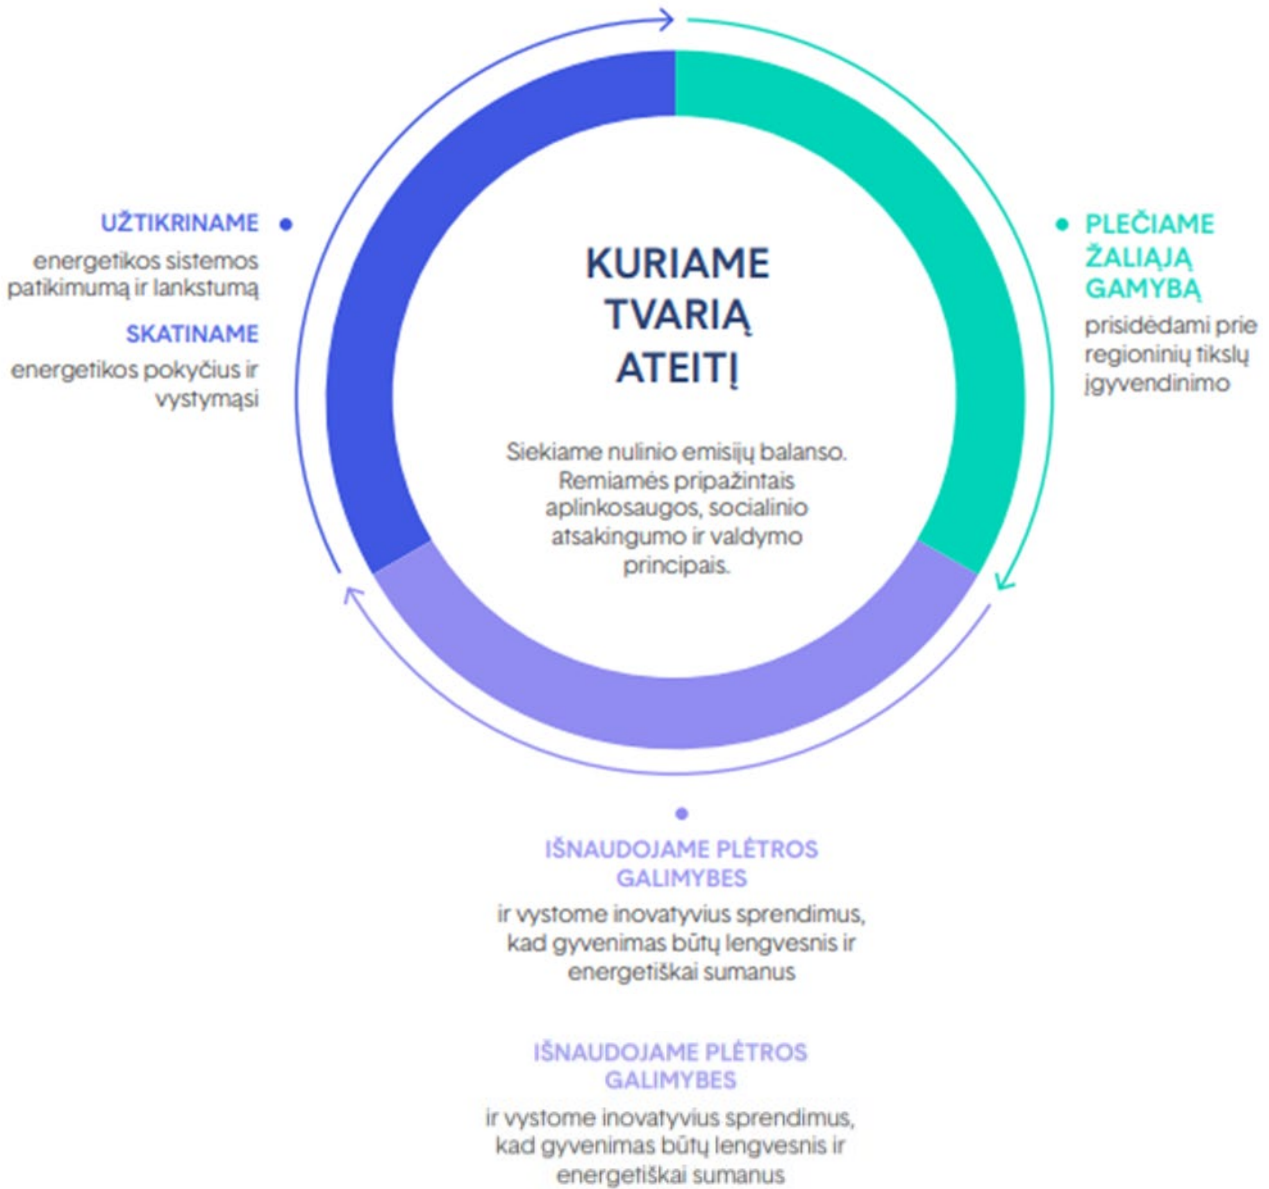 UŽTIKRINAME
energetikos sistemos
patikimumą ir lankstumą
SKATINAME
energetikos pokyčius ir
vystymąsi
KURIAME
TVARIĄ
ATEITĮ
Siekiame nulinio emisijų balanso.
Remiamės pripažintais
aplinkosaugos, socialinio
atsakingumo ir valdymo
principais.
PLEČIAME
ŽALIĄJĄ
GAMYBĄ
prisidėdami prie
regioninių tikslų
įgyvendinimo
IŠNAUDOJAME PLĖTROS
GALIMYBES
ir vystome inovatyvius sprendimus,
kad gyvenimas būtų lengvesnis ir
energetiškai sumanus
IŠNAUDOJAME PLĖTROS
GALIMYBES
ir vystome inovatyvius sprendimus,
kad gyvenimas būtų lengvesnis ir
energetiškai sumanus